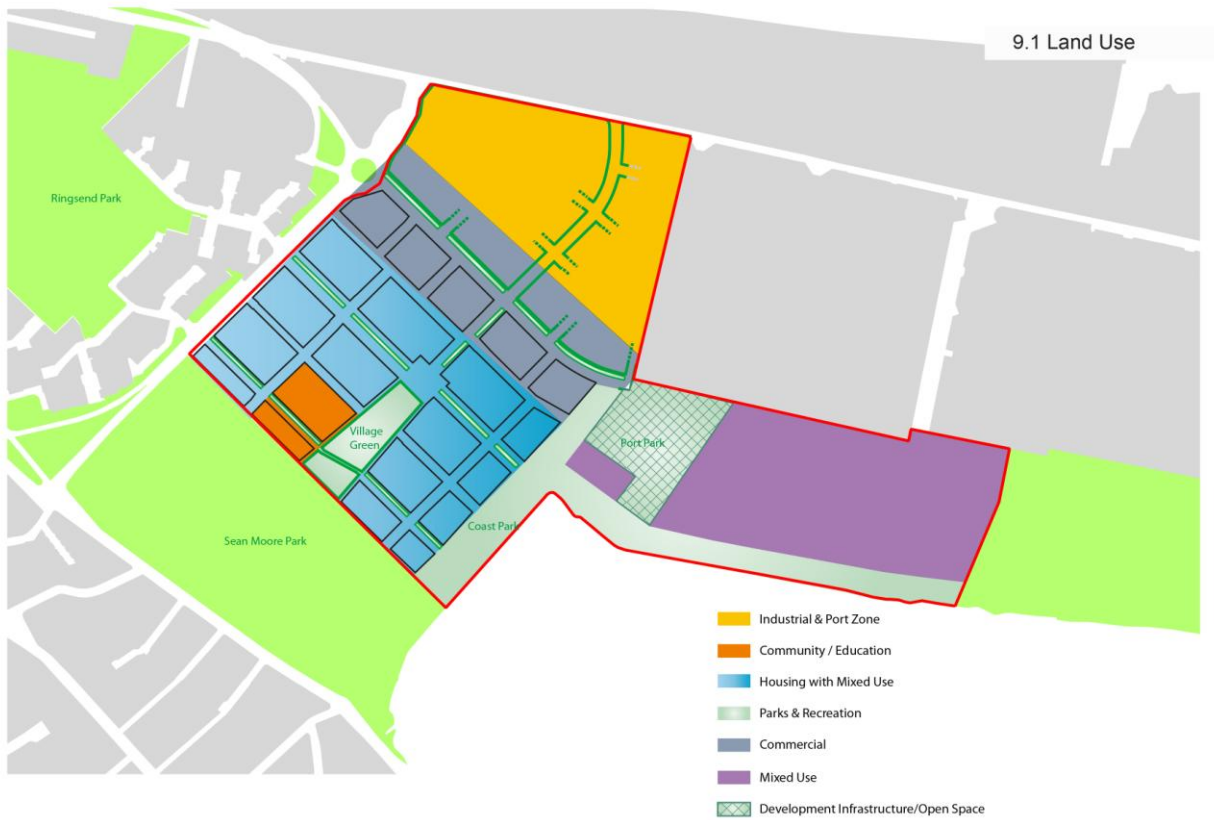 9.1 Land Use
Ringsend Park
Village
Green
Port Park
Coast Park
Sean Moore Park
Industrial & Port Zone
Community / Education
Housing with Mixed Use
Parks & Recreation
Commercial
Mixed Use
Development Infrastructure/Open Space